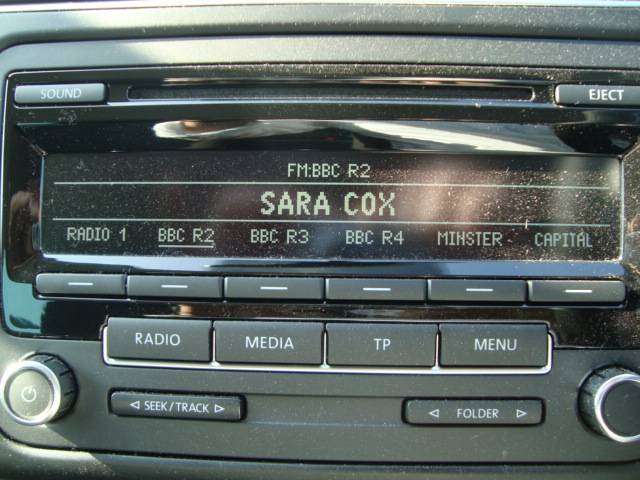 SOUND EJECT
FM:BBC R2
SARA COX
RADIO 1 BBC R2 BBC R3 BBC R4 MINSTER CAPITAL
RADIO MEDIA TP MENU
◁ SEEK/TRACK ▷ ◁ FOLDER ▷